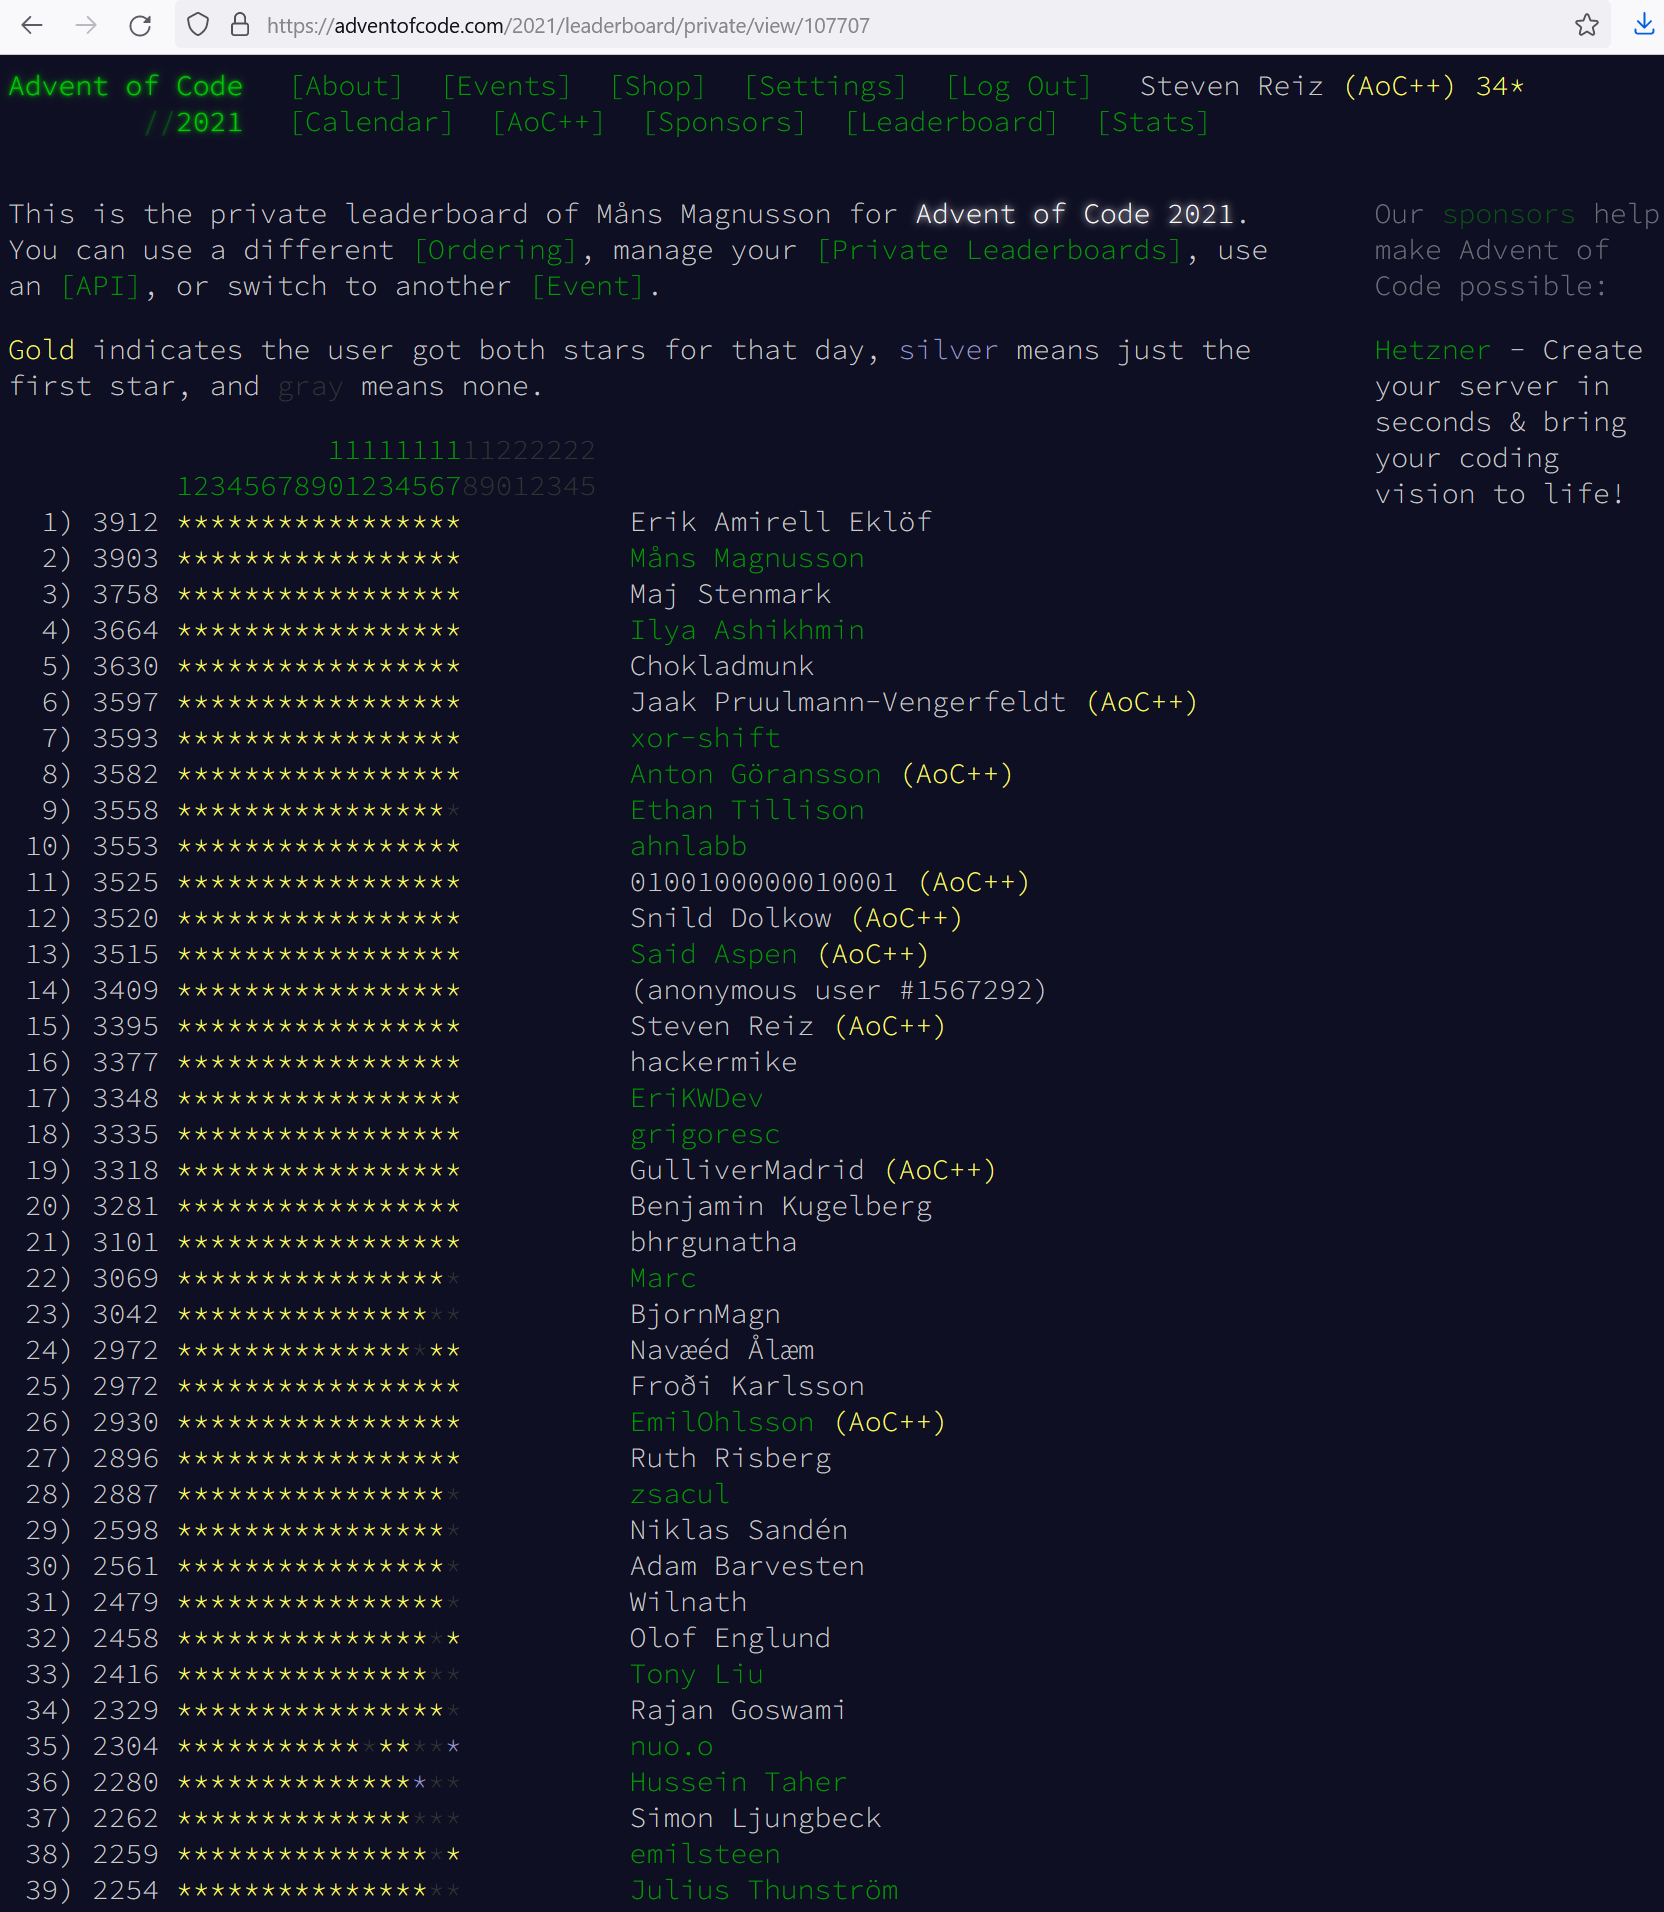 https://adventofcode.com/2021/leaderboard/private/view/107707
Advent of Code [About] [Events] [Shop] [Settings] [Log Out] Steven Reiz (AoC++) 34*
//2021 [Calendar] [AoC++] [Sponsors] [Leaderboard] [Stats]
This is the private leaderboard of Måns Magnusson for Advent of Code 2021.
You can use a different [Ordering], manage your [Private Leaderboards], use
an [API], or switch to another [Event].
Gold indicates the user got both stars for that day, silver means just the
first star, and gray means none.
1111111111222222
1234567890123456789012345
1) 3912 ***************** Erik Amirell Eklöf
2) 3903 ***************** Måns Magnusson
3) 3758 ***************** Maj Stenmark
4) 3664 ***************** Ilya Ashikhmin
5) 3630 ***************** Chokladmunk
6) 3597 ***************** Jaak Pruulmann-Vengerfeldt (AoC++)
7) 3593 ***************** xor-shift
8) 3582 ***************** Anton Göransson (AoC++)
9) 3558 ***************** Ethan Tillison
10) 3553 ***************** ahnlabb
11) 3525 ***************** 0100100000010001 (AoC++)
12) 3520 ***************** Snild Dolkow (AoC++)
13) 3515 ***************** Said Aspen (AoC++)
14) 3409 ***************** (anonymous user #1567292)
15) 3395 ***************** Steven Reiz (AoC++)
16) 3377 ***************** hackermike
17) 3348 ***************** EriKWDev
18) 3335 ***************** grigoresc
19) 3318 ***************** GulliverMadrid (AoC++)
20) 3281 ***************** Benjamin Kugelberg
21) 3101 ***************** bhrgunatha
22) 3069 ***************** Marc
23) 3042 ***************** BjornMagn
24) 2972 ***************** Navæéd Ålæm
25) 2972 ***************** Froði Karlsson
26) 2930 ***************** EmilOhlsson (AoC++)
27) 2896 ***************** Ruth Risberg
28) 2887 ***************** zsacul
29) 2598 ***************** Niklas Sandén
30) 2561 ***************** Adam Barvesten
31) 2479 ***************** Wilnath
32) 2458 ***************** Olof Englund
33) 2416 ***************** Tony Liu
34) 2329 ***************** Rajan Goswami
35) 2304 ***************** nuo.o
36) 2280 ***************** Hussein Taher
37) 2262 ***************** Simon Ljungbeck
38) 2259 ***************** emilsteen
39) 2254 ***************** Julius Thunström
Our sponsors help
make Advent of
Code possible:
Hetzner - Create
your server in
seconds & bring
your coding
vision to life!